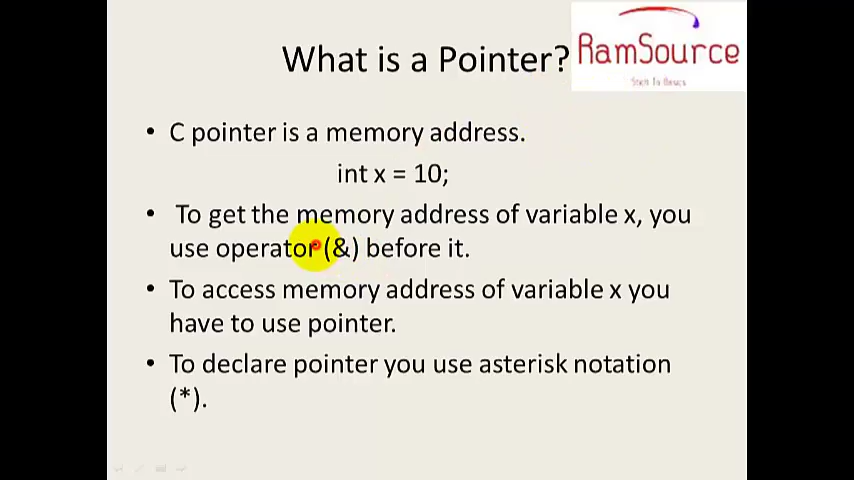 What is a Pointer?
RamSource
• C pointer is a memory address.
int x = 10;
• To get the memory address of variable x, you
use operator (&) before it.
• To access memory address of variable x you
have to use pointer.
• To declare pointer you use asterisk notation
(*).